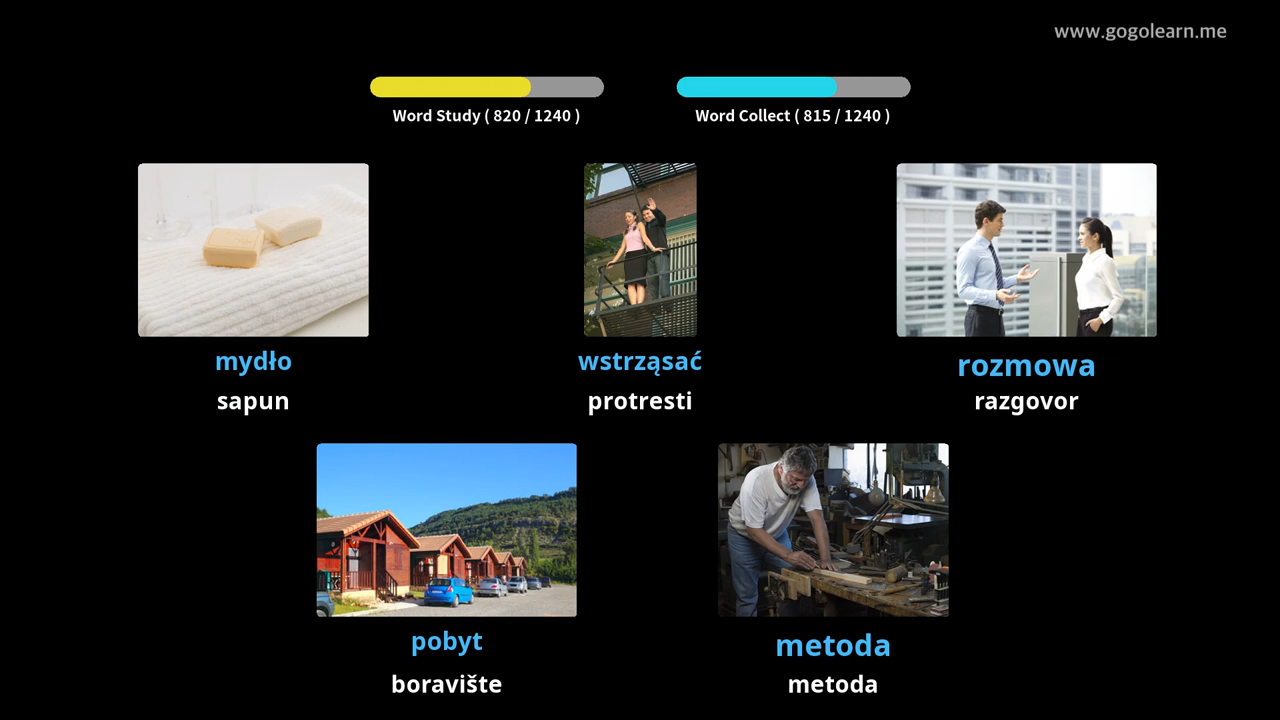 www.gogolearn.me
Word Study ( 820 / 1240 )
Word Collect ( 815 / 1240 )
mydło
wstrząsać
rozmowa
sapun
protresti
razgovor
pobyt
metoda
boravište
metoda